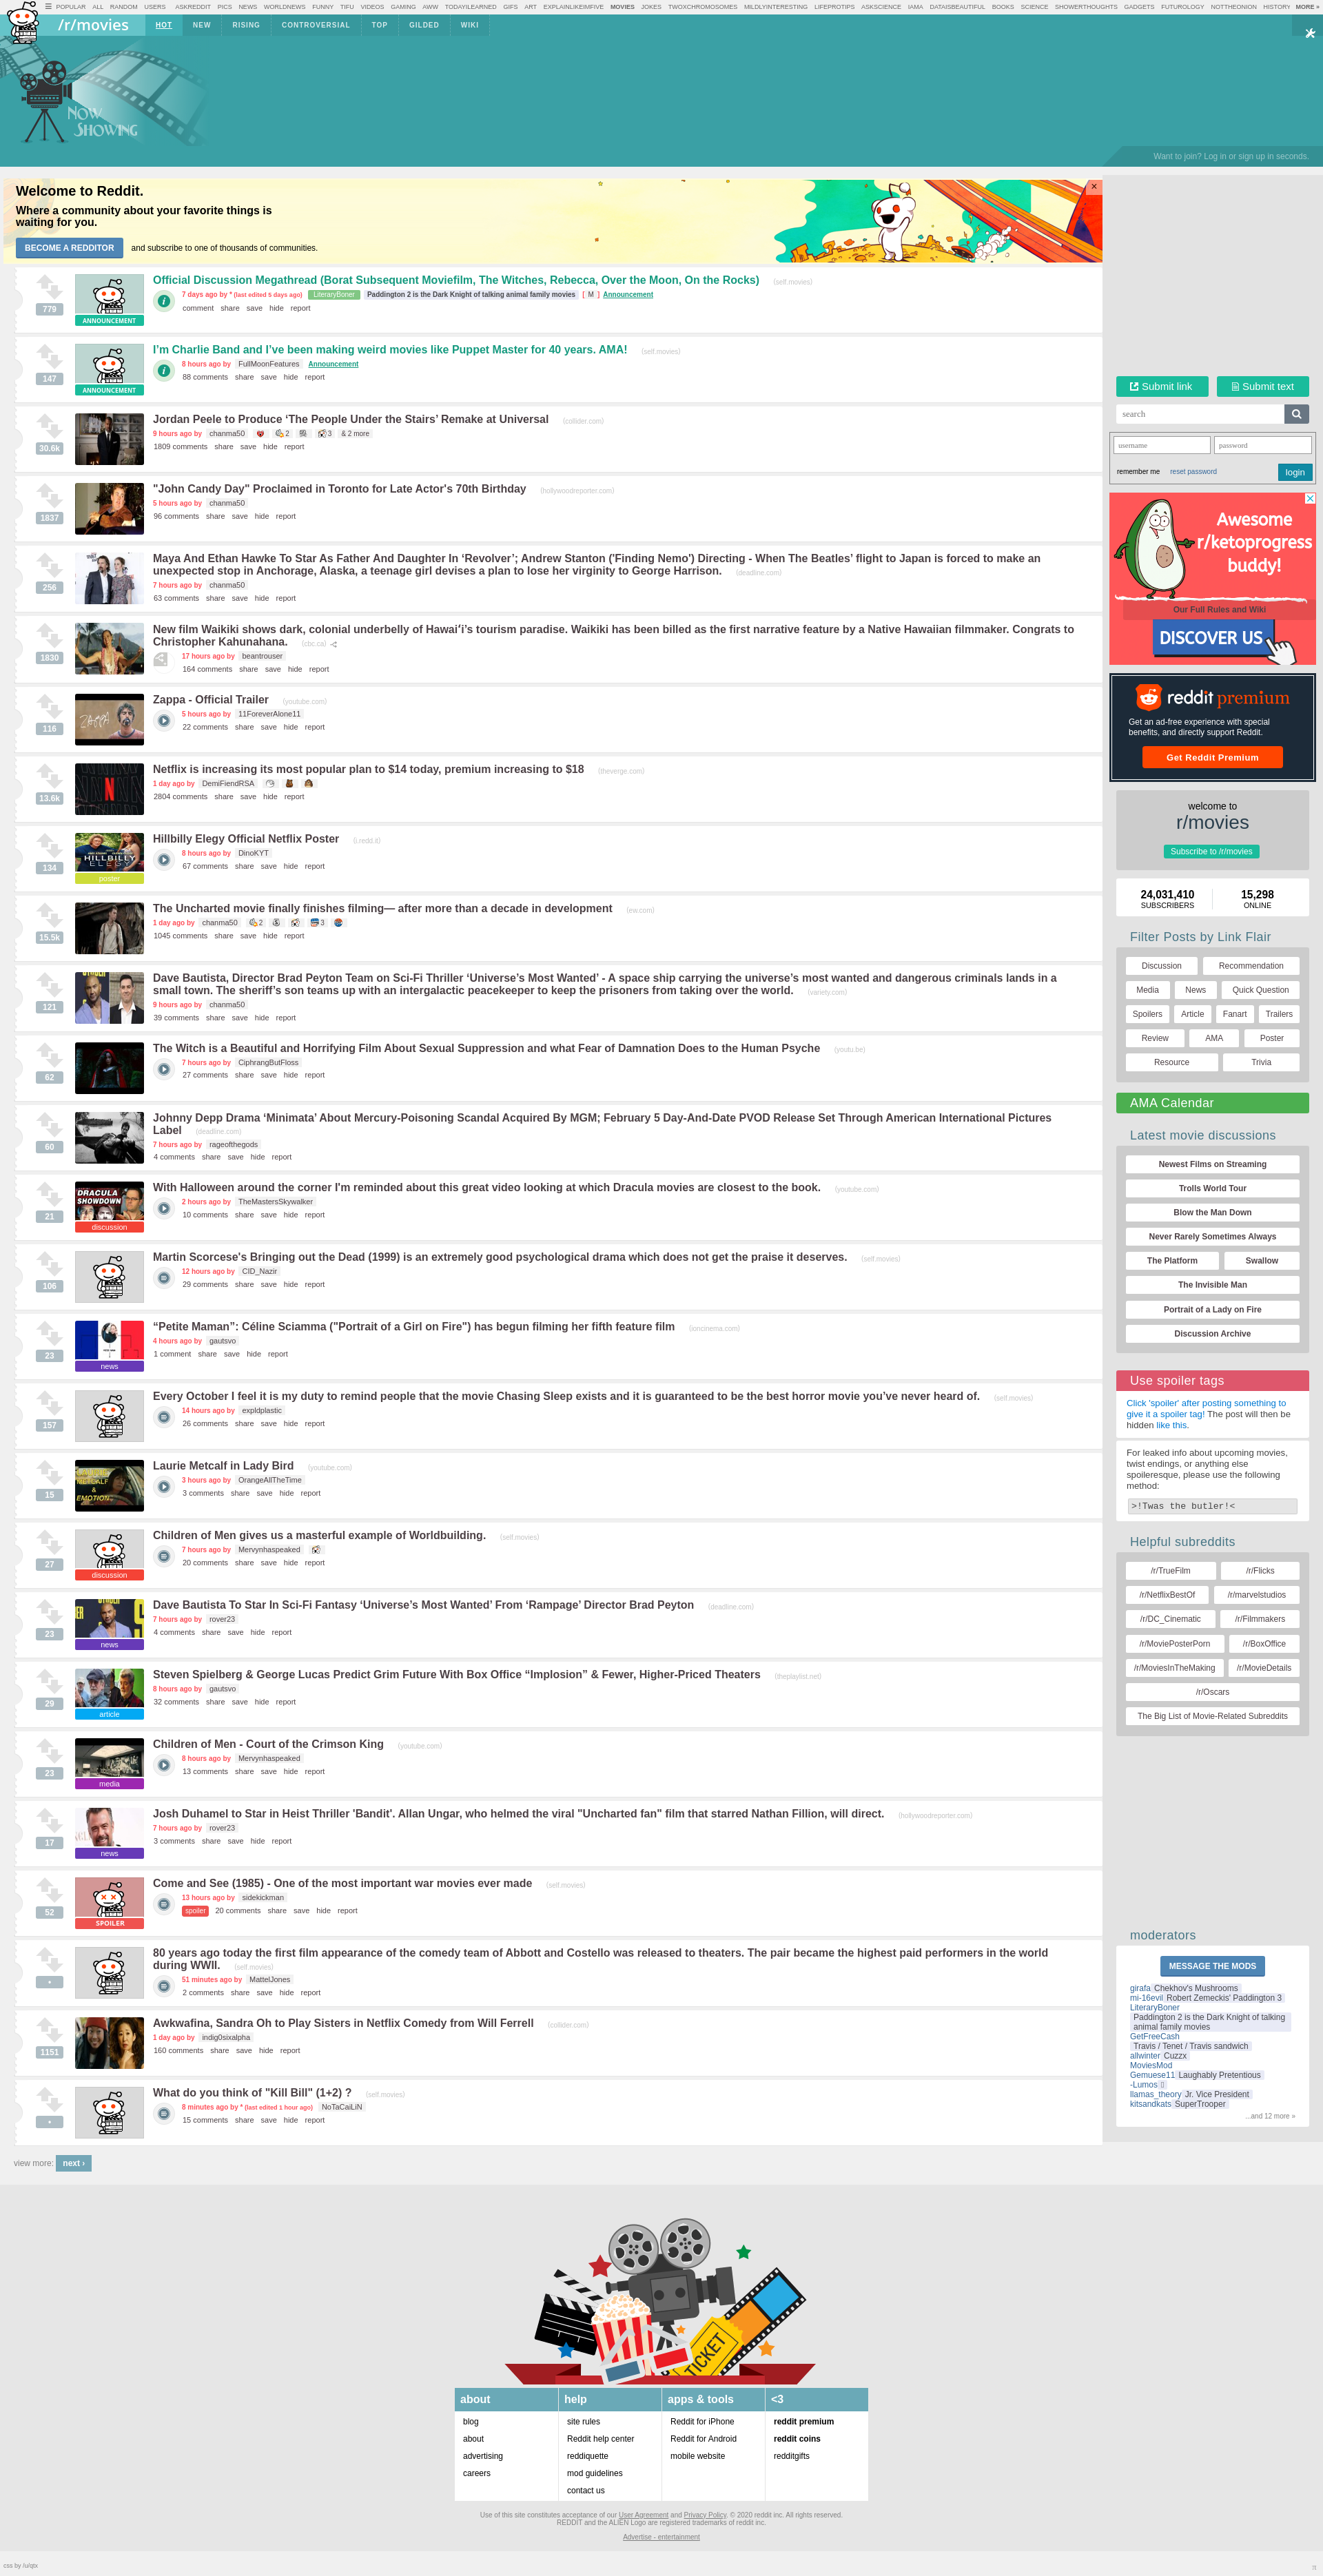 POPULAR ALL RANDOM USERS ASKREDDIT PICS NEWS WORLDNEWS FUNNY TIFU VIDEOS GAMING AWW TODAYILEARNED GIFS ART EXPLAINLIKEIMFIVE MOVIES JOKES TWOXCHROMOSOMES MILDLYINTERESTING LIFEPROTIPS ASKSCIENCE IAMA DATAISBEAUTIFUL BOOKS SCIENCE SHOWERTHOUGHTS GADGETS FUTUROLOGY NOTTHEONION HISTORY MORE »
/r/movies HOT NEW RISING CONTROVERSIAL TOP GILDED WIKI
NOW SHOWING
Want to join? Log in or sign up in seconds.
Welcome to Reddit.
Where a community about your favorite things is
waiting for you.
BECOME A REDDITOR and subscribe to one of thousands of communities.
Official Discussion Megathread (Borat Subsequent Moviefilm, The Witches, Rebecca, Over the Moon, On the Rocks) (self.movies)
779
ANNOUNCEMENT
7 days ago by * (last edited 5 days ago) LiteraryBoner Paddington 2 is the Dark Knight of talking animal family movies [ M ] Announcement
comment share save hide report
I'm Charlie Band and I've been making weird movies like Puppet Master for 40 years. AMA! (self.movies)
147
ANNOUNCEMENT
8 hours ago by FullMoonFeatures Announcement
88 comments share save hide report
Jordan Peele to Produce ‘The People Under the Stairs’ Remake at Universal (collider.com)
30.6k
9 hours ago by chanma50 2 3 & 2 more
1809 comments share save hide report
"John Candy Day" Proclaimed in Toronto for Late Actor's 70th Birthday (hollywoodreporter.com)
1837
5 hours ago by chanma50
96 comments share save hide report
Maya And Ethan Hawke To Star As Father And Daughter In ‘Revolver’; Andrew Stanton ('Finding Nemo') Directing - When The Beatles’ flight to Japan is forced to make an
unexpected stop in Anchorage, Alaska, a teenage girl devises a plan to lose her virginity to George Harrison. (deadline.com)
256
7 hours ago by chanma50
63 comments share save hide report
New film Waikiki shows dark, colonial underbelly of Hawaiʻi’s tourism paradise. Waikiki has been billed as the first narrative feature by a Native Hawaiian filmmaker. Congrats to
Christopher Kahunahana. (cbc.ca)
1830
17 hours ago by beantrouser
164 comments share save hide report
Zappa - Official Trailer (youtube.com)
116
ZAPPA
5 hours ago by 11ForeverAlone11
22 comments share save hide report
Netflix is increasing its most popular plan to $14 today, premium increasing to $18 (theverge.com)
13.6k
1 day ago by DemiFiendRSA
2804 comments share save hide report
Hillbilly Elegy Official Netflix Poster (i.redd.it)
134
HILLBILLY
ELEGY
poster
8 hours ago by DinoKYT
67 comments share save hide report
The Uncharted movie finally finishes filming— after more than a decade in development (ew.com)
15.5k
1 day ago by chanma50 2 3
1045 comments share save hide report
Dave Bautista, Director Brad Peyton Team on Sci-Fi Thriller ‘Universe’s Most Wanted’ - A space ship carrying the universe’s most wanted and dangerous criminals lands in a
small town. The sheriff’s son teams up with an intergalactic peacekeeper to keep the prisoners from taking over the world. (variety.com)
121
9 hours ago by chanma50
39 comments share save hide report
The Witch is a Beautiful and Horrifying Film About Sexual Suppression and what Fear of Damnation Does to the Human Psyche (youtu.be)
62
7 hours ago by CiphrangButFloss
27 comments share save hide report
Johnny Depp Drama ‘Minimata’ About Mercury-Poisoning Scandal Acquired By MGM; February 5 Day-And-Date PVOD Release Set Through American International Pictures
Label (deadline.com)
60
7 hours ago by rageofthegods
4 comments share save hide report
With Halloween around the corner I'm reminded about this great video looking at which Dracula movies are closest to the book. (youtube.com)
21
DRACULA
SHOWDOWN
discussion
2 hours ago by TheMastersSkywalker
10 comments share save hide report
Martin Scorcese's Bringing out the Dead (1999) is an extremely good psychological drama which does not get the praise it deserves. (self.movies)
106
12 hours ago by CID_Nazir
29 comments share save hide report
“Petite Maman”: Céline Sciamma ("Portrait of a Girl on Fire") has begun filming her fifth feature film (ioncinema.com)
23
news
4 hours ago by gautsvo
1 comment share save hide report
Every October I feel it is my duty to remind people that the movie Chasing Sleep exists and it is guaranteed to be the best horror movie you’ve never heard of. (self.movies)
157
14 hours ago by expldplastic
26 comments share save hide report
Laurie Metcalf in Lady Bird (youtube.com)
15
METCALF
&
EMOTION
3 hours ago by OrangeAllTheTime
3 comments share save hide report
Children of Men gives us a masterful example of Worldbuilding. (self.movies)
27
discussion
7 hours ago by Mervynhaspeaked
20 comments share save hide report
Dave Bautista To Star In Sci-Fi Fantasy ‘Universe’s Most Wanted’ From ‘Rampage’ Director Brad Peyton (deadline.com)
23
news
7 hours ago by rover23
4 comments share save hide report
Steven Spielberg & George Lucas Predict Grim Future With Box Office “Implosion” & Fewer, Higher-Priced Theaters (theplaylist.net)
29
article
8 hours ago by gautsvo
32 comments share save hide report
Children of Men - Court of the Crimson King (youtube.com)
23
media
8 hours ago by Mervynhaspeaked
13 comments share save hide report
Josh Duhamel to Star in Heist Thriller 'Bandit'. Allan Ungar, who helmed the viral "Uncharted fan" film that starred Nathan Fillion, will direct. (hollywoodreporter.com)
17
news
7 hours ago by rover23
3 comments share save hide report
Come and See (1985) - One of the most important war movies ever made (self.movies)
52
SPOILER
13 hours ago by sidekickman
spoiler 20 comments share save hide report
80 years ago today the first film appearance of the comedy team of Abbott and Costello was released to theaters. The pair became the highest paid performers in the world
during WWII. (self.movies)
•
51 minutes ago by MattelJones
2 comments share save hide report
Awkwafina, Sandra Oh to Play Sisters in Netflix Comedy from Will Ferrell (collider.com)
1151
1 day ago by indig0sixalpha
160 comments share save hide report
What do you think of "Kill Bill" (1+2) ? (self.movies)
•
8 minutes ago by * (last edited 1 hour ago) NoTaCaiLiN
15 comments share save hide report
view more: next ›
Submit link Submit text
search
username password
remember me reset password login
Awesome
r/ketoprogress
buddy!
Our Full Rules and Wiki
DISCOVER US
reddit premium
Get an ad-free experience with special
benefits, and directly support Reddit.
Get Reddit Premium
welcome to
r/movies
Subscribe to /r/movies
24,031,410 15,298
SUBSCRIBERS ONLINE
Filter Posts by Link Flair
Discussion Recommendation
Media News Quick Question
Spoilers Article Fanart Trailers
Review AMA Poster
Resource Trivia
AMA Calendar
Latest movie discussions
Newest Films on Streaming
Trolls World Tour
Blow the Man Down
Never Rarely Sometimes Always
The Platform Swallow
The Invisible Man
Portrait of a Lady on Fire
Discussion Archive
Use spoiler tags
Click 'spoiler' after posting something to
give it a spoiler tag! The post will then be
hidden like this.
For leaked info about upcoming movies,
twist endings, or anything else
spoileresque, please use the following
method:
>!Twas the butler!<
Helpful subreddits
/r/TrueFilm /r/Flicks
/r/NetflixBestOf /r/marvelstudios
/r/DC_Cinematic /r/Filmmakers
/r/MoviePosterPorn /r/BoxOffice
/r/MoviesInTheMaking /r/MovieDetails
/r/Oscars
The Big List of Movie-Related Subreddits
moderators
MESSAGE THE MODS
girafa Chekhov's Mushrooms
mi-16evil Robert Zemeckis' Paddington 3
LiteraryBoner
Paddington 2 is the Dark Knight of talking
animal family movies
GetFreeCash
Travis / Tenet / Travis sandwich
allwinter Cuzzx
MoviesMod
Gemuese11 Laughably Pretentious
-Lumos
llamas_theory Jr. Vice President
kitsandkats SuperTrooper
...and 12 more »
TICKET
about help apps & tools <3
blog site rules Reddit for iPhone reddit premium
about Reddit help center Reddit for Android reddit coins
advertising reddiquette mobile website redditgifts
careers mod guidelines
contact us
Use of this site constitutes acceptance of our User Agreement and Privacy Policy. © 2020 reddit inc. All rights reserved.
REDDIT and the ALIEN Logo are registered trademarks of reddit inc.
Advertise - entertainment
css by /u/qtx
π